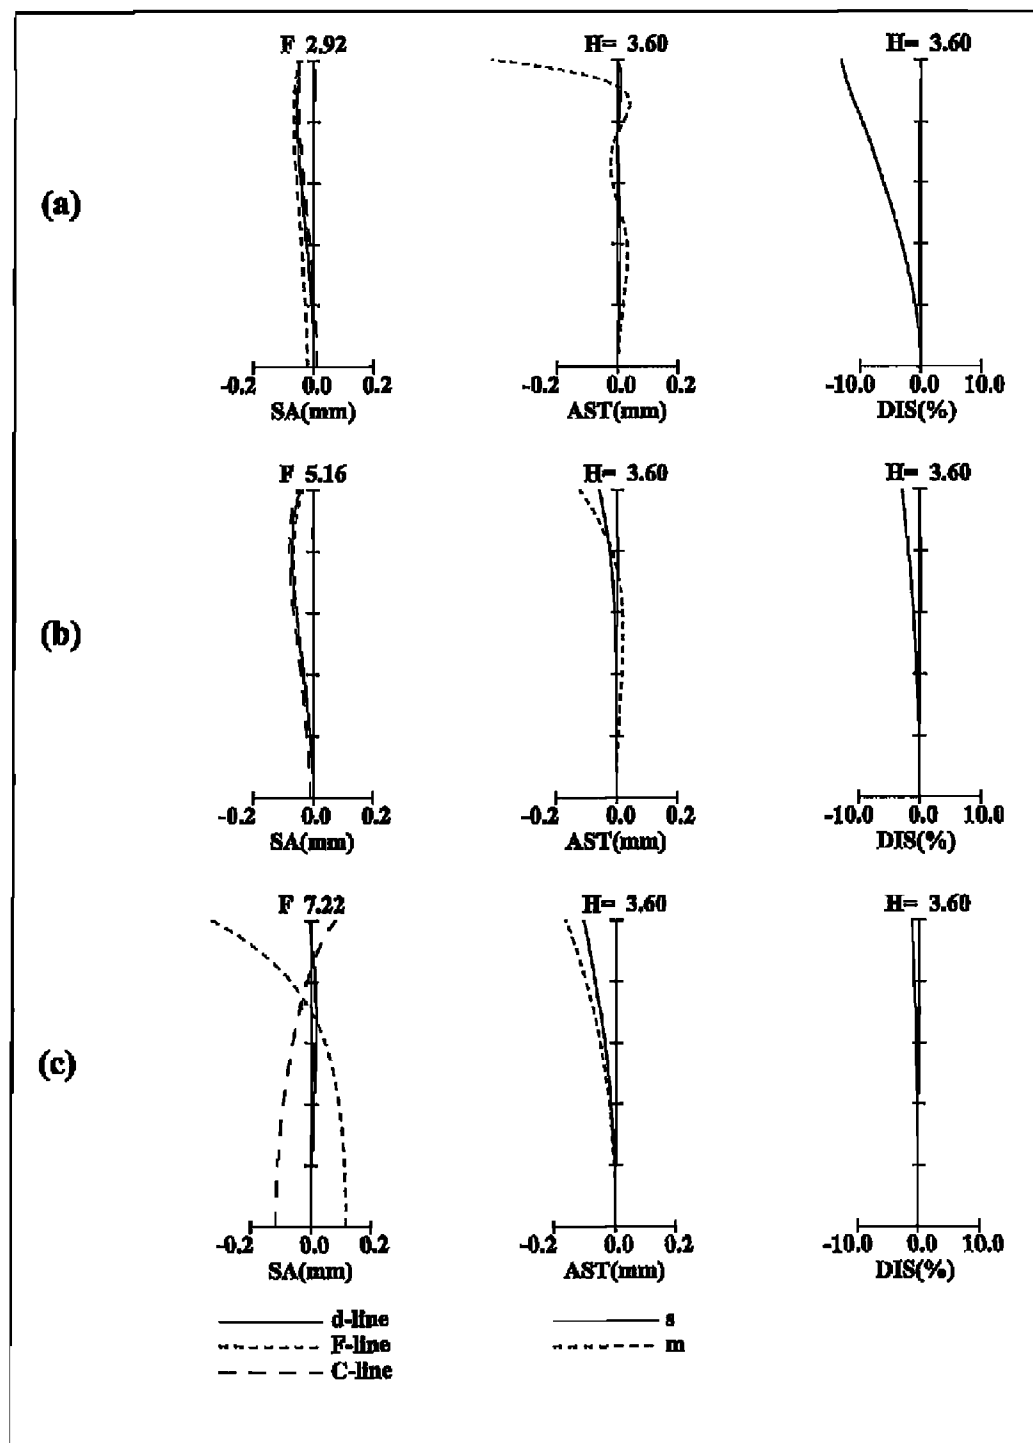 F 2.92 H= 3.60 H= 3.60
(a)
-0.2 0.0 0.2 -0.2 0.0 0.2 -10.0 0.0 10.0
SA(mm) AST(mm) DIS(%)
F 5.16 H= 3.60 H= 3.60
(b)
-0.2 0.0 0.2 -0.2 0.0 0.2 -10.0 0.0 10.0
SA(mm) AST(mm) DIS(%)
F 7.22 H= 3.60 H= 3.60
(c)
-0.2 0.0 0.2 -0.2 0.0 0.2 -10.0 0.0 10.0
SA(mm) AST(mm) DIS(%)
d-line s
F-line m
C-line